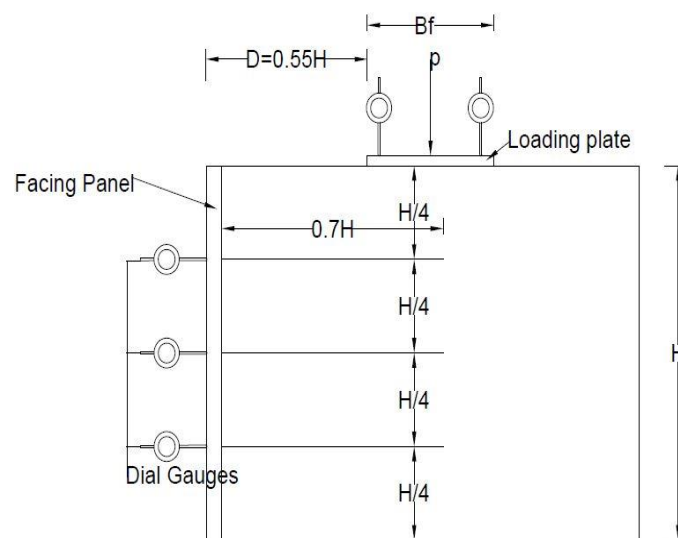 Bf
D=0.55H
p
Loading plate
Facing Panel
H/4
0.7H
H/4
H
H/4
Dial Gauges
H/4